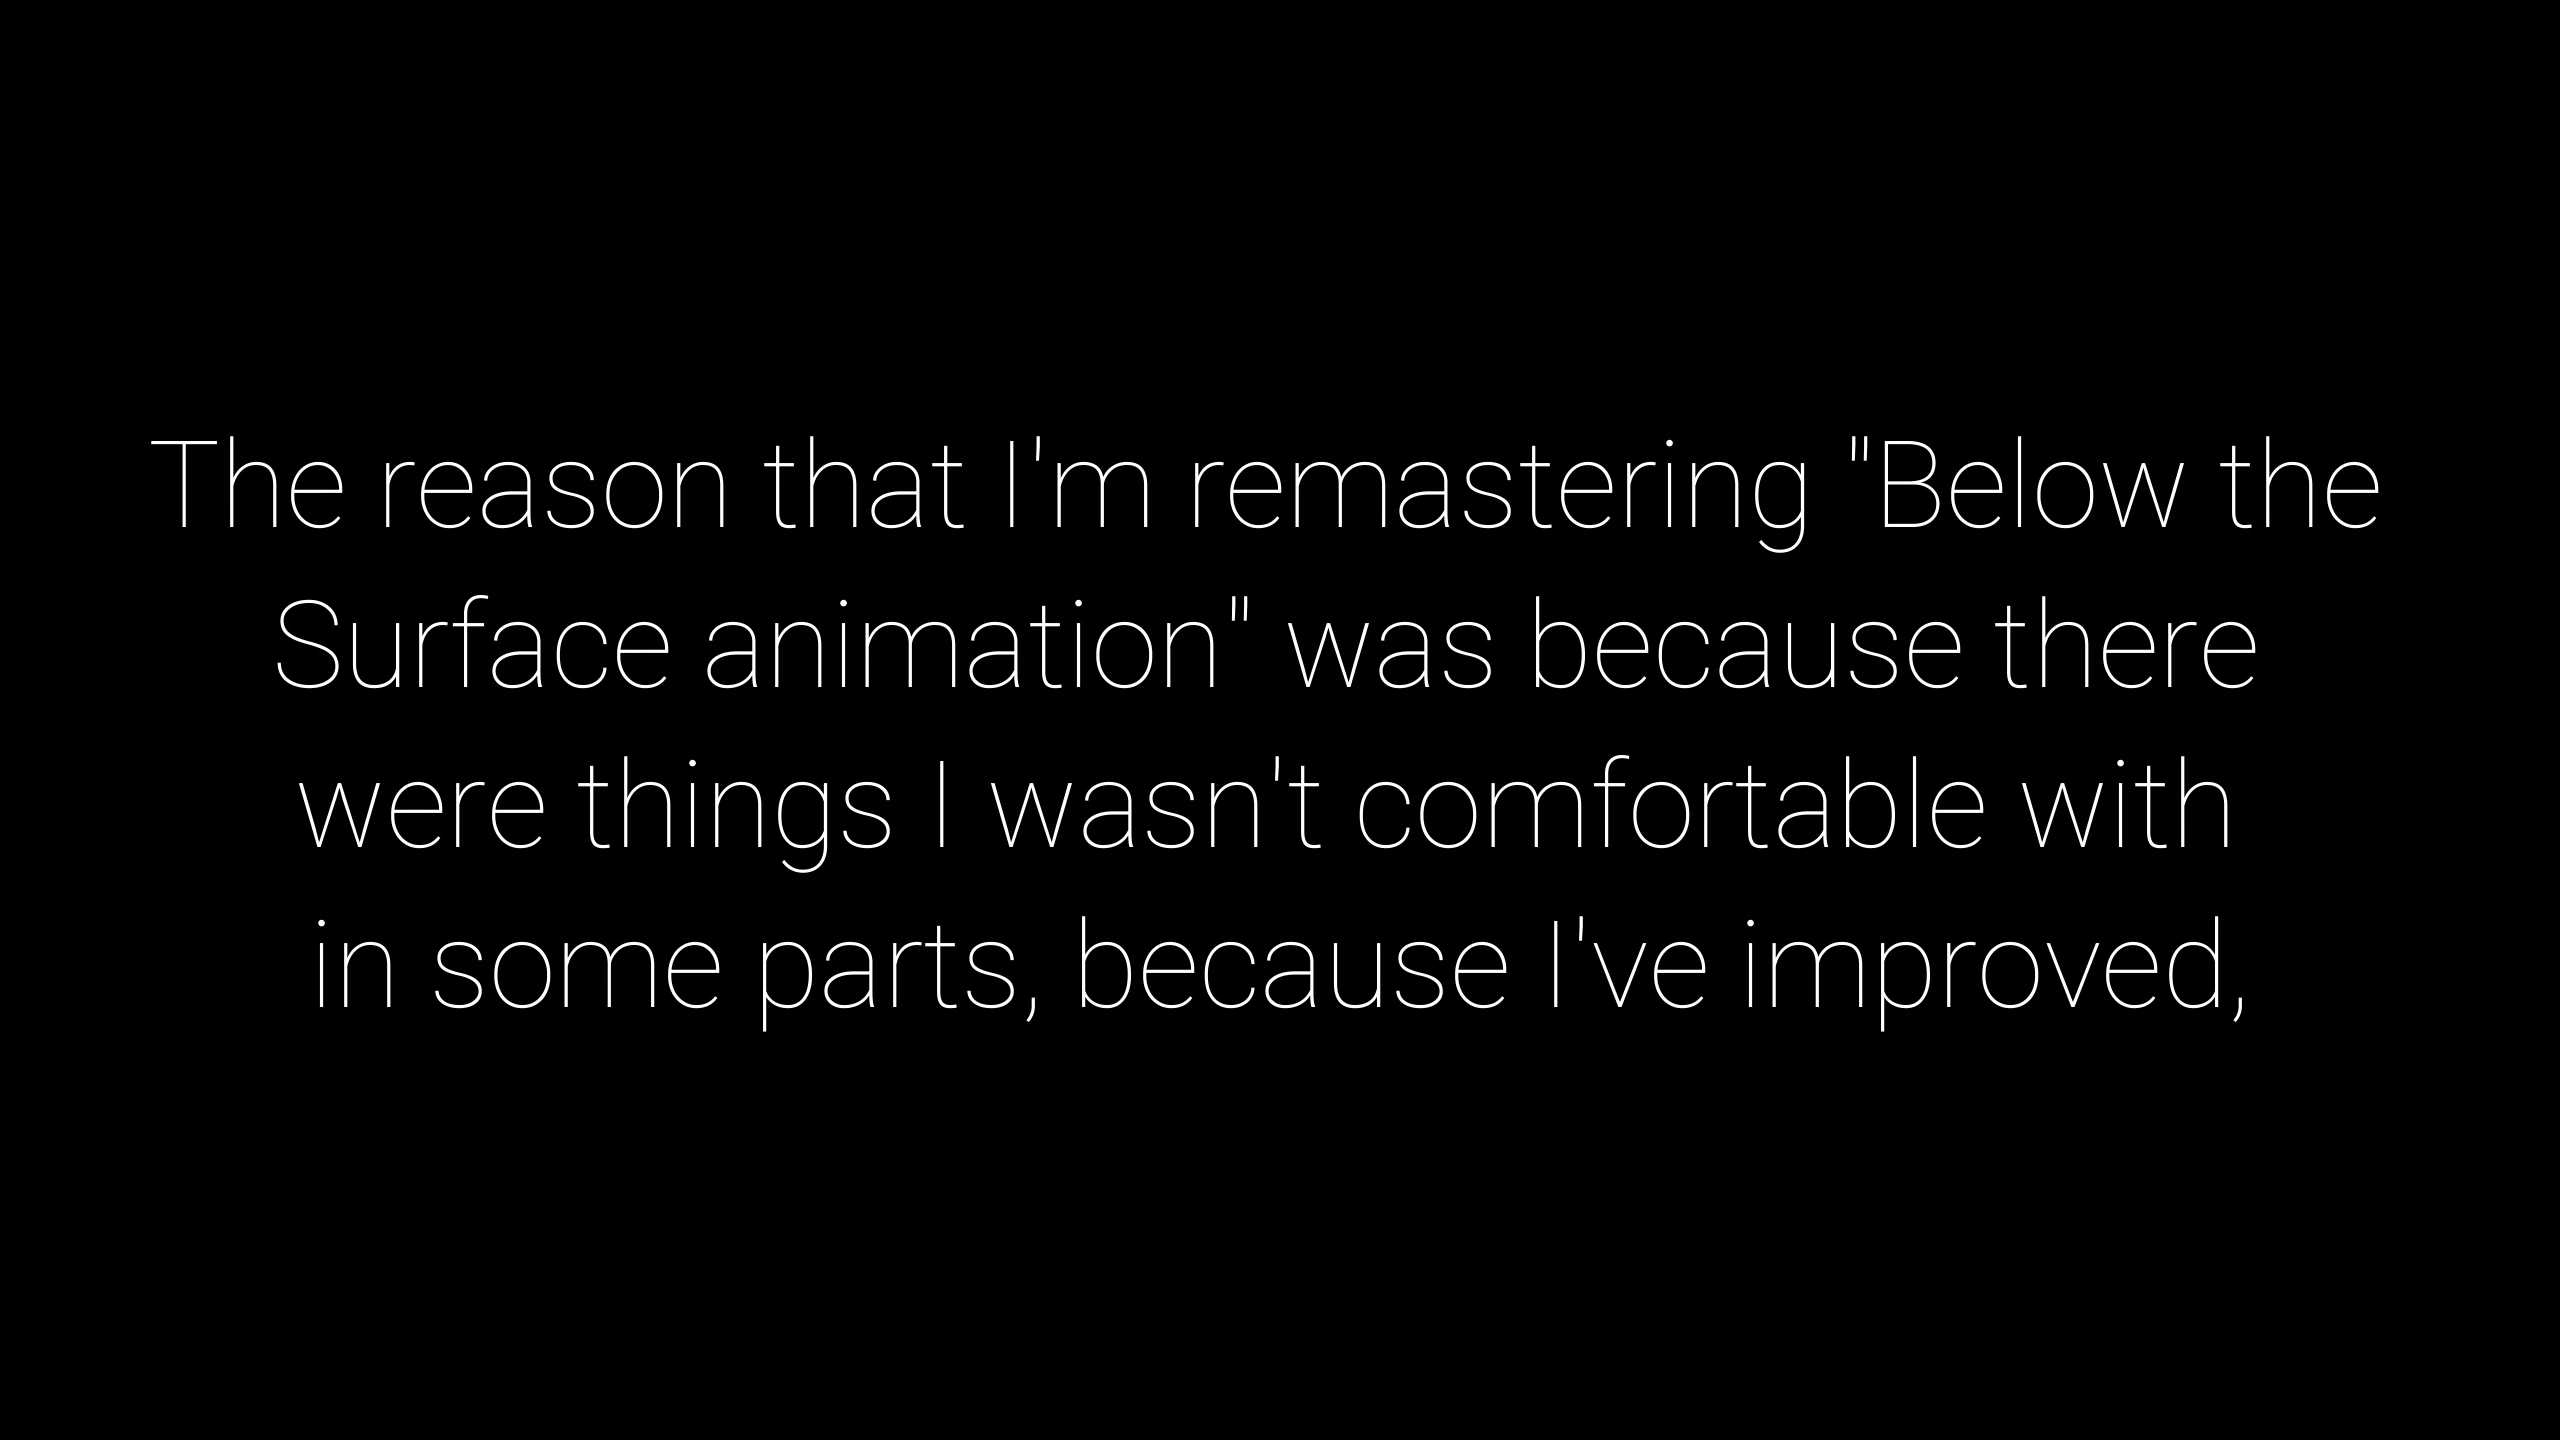 The reason that I'm remastering "Below the
Surface animation" was because there
were things I wasn't comfortable with
in some parts, because I've improved,